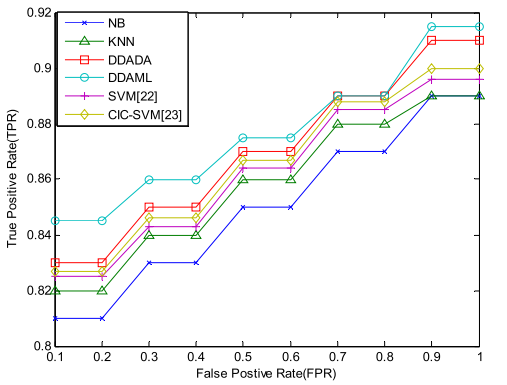 0.92
0.9
0.88
0.86
0.84
0.82
0.8
True Positive Rate(TPR)
NB
KNN
DDADA
DDAML
SVM[22]
CIC-SVM[23]
0.1 0.2 0.3 0.4 0.5 0.6 0.7 0.8 0.9 1
False Postive Rate(FPR)